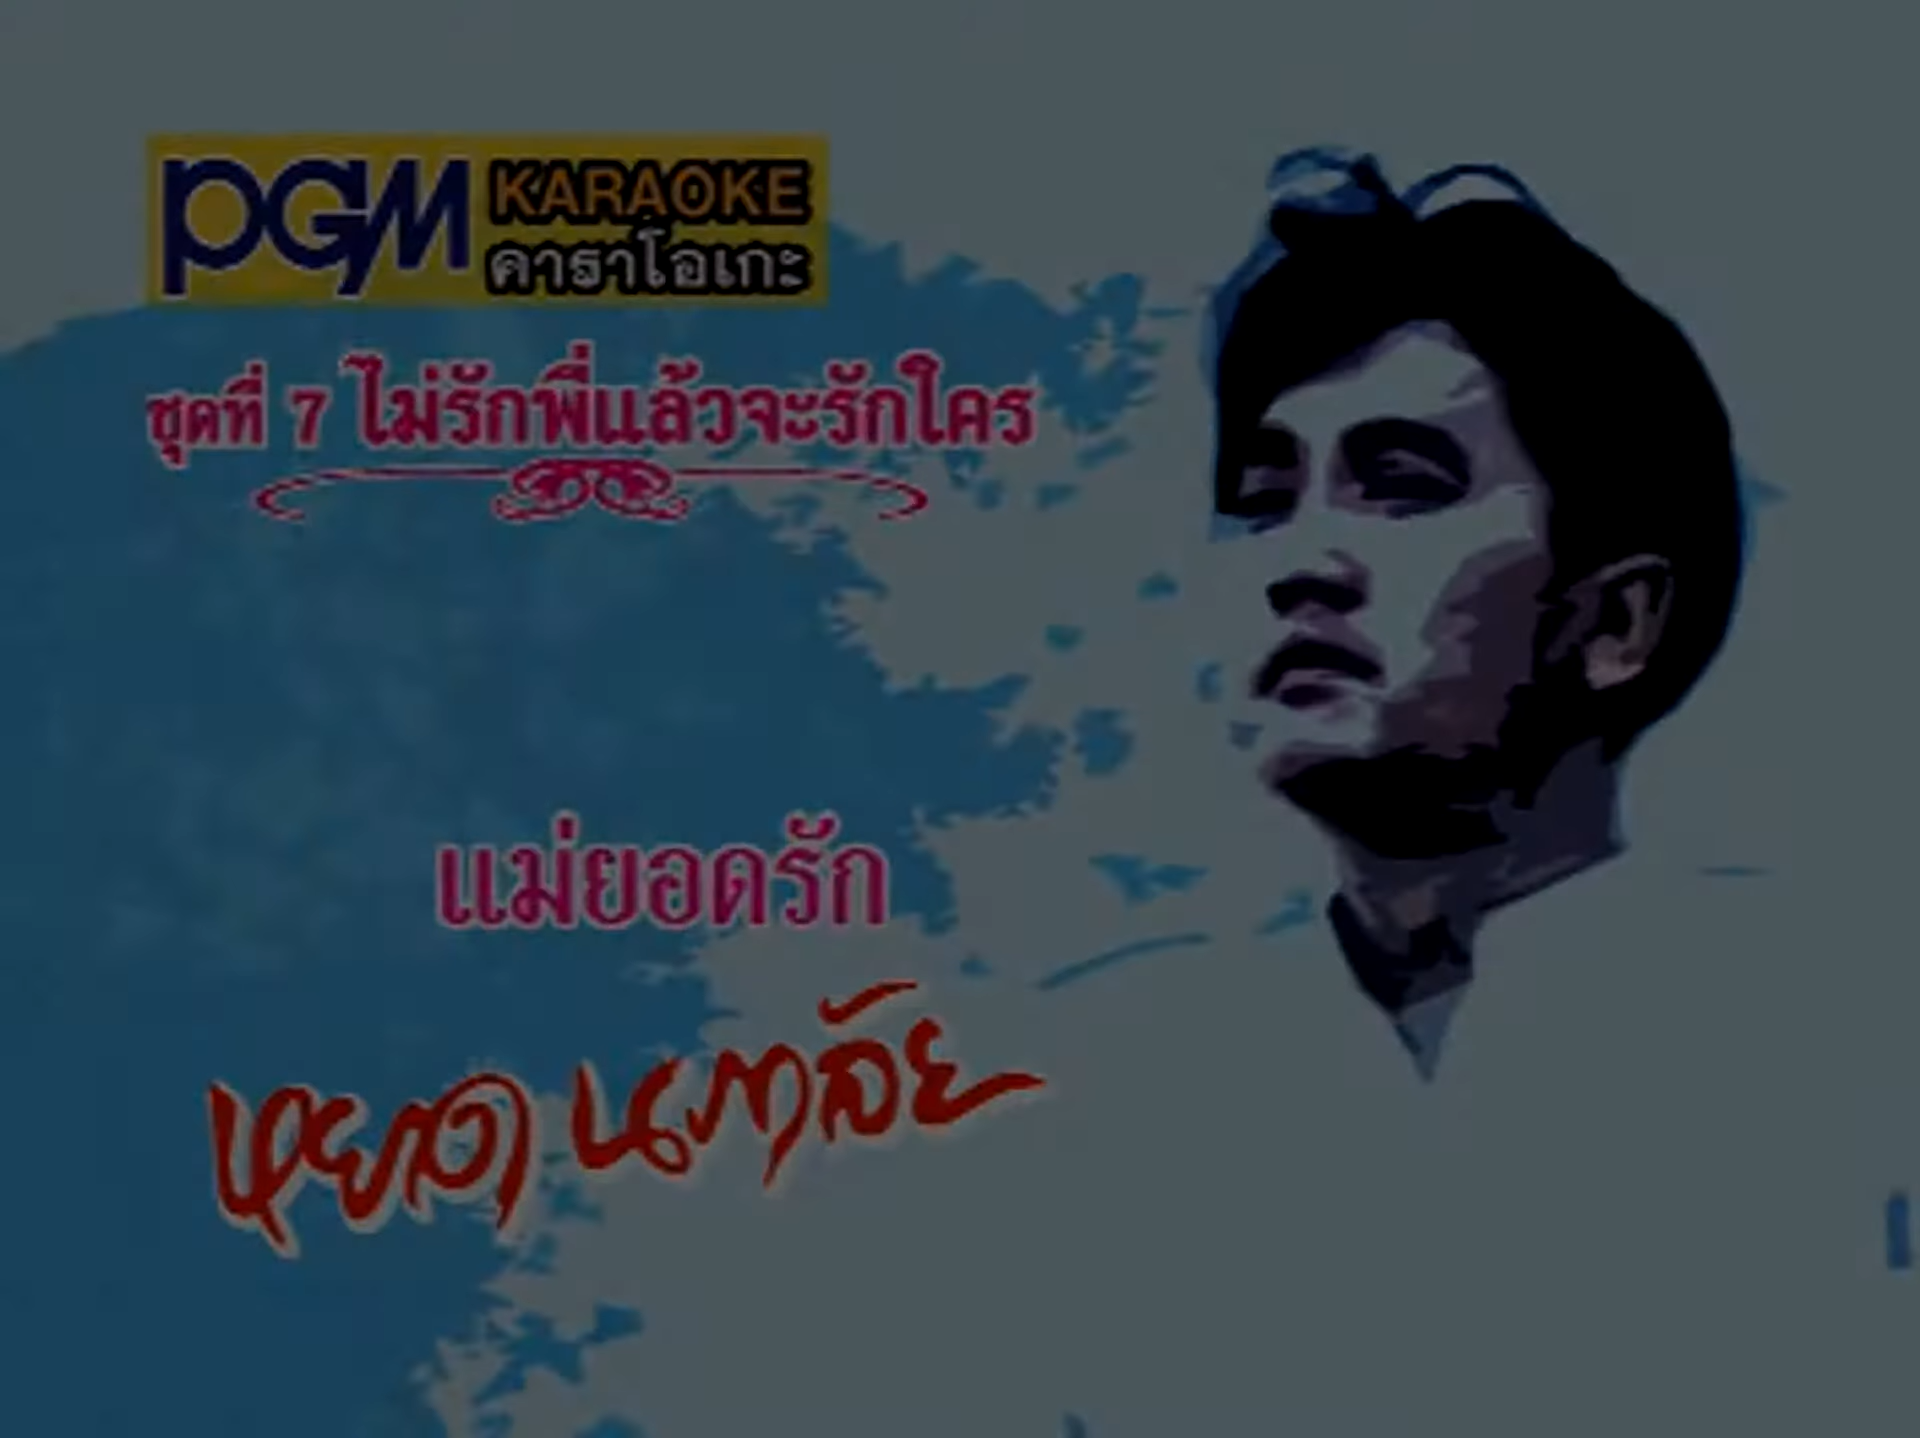 PGM KARAOKE
คาราโอเกะ
ชุดที่ 7 ไม่รักพี่แล้วจะรักใคร
แม่ยอดรัก
หยาด นภาลัย